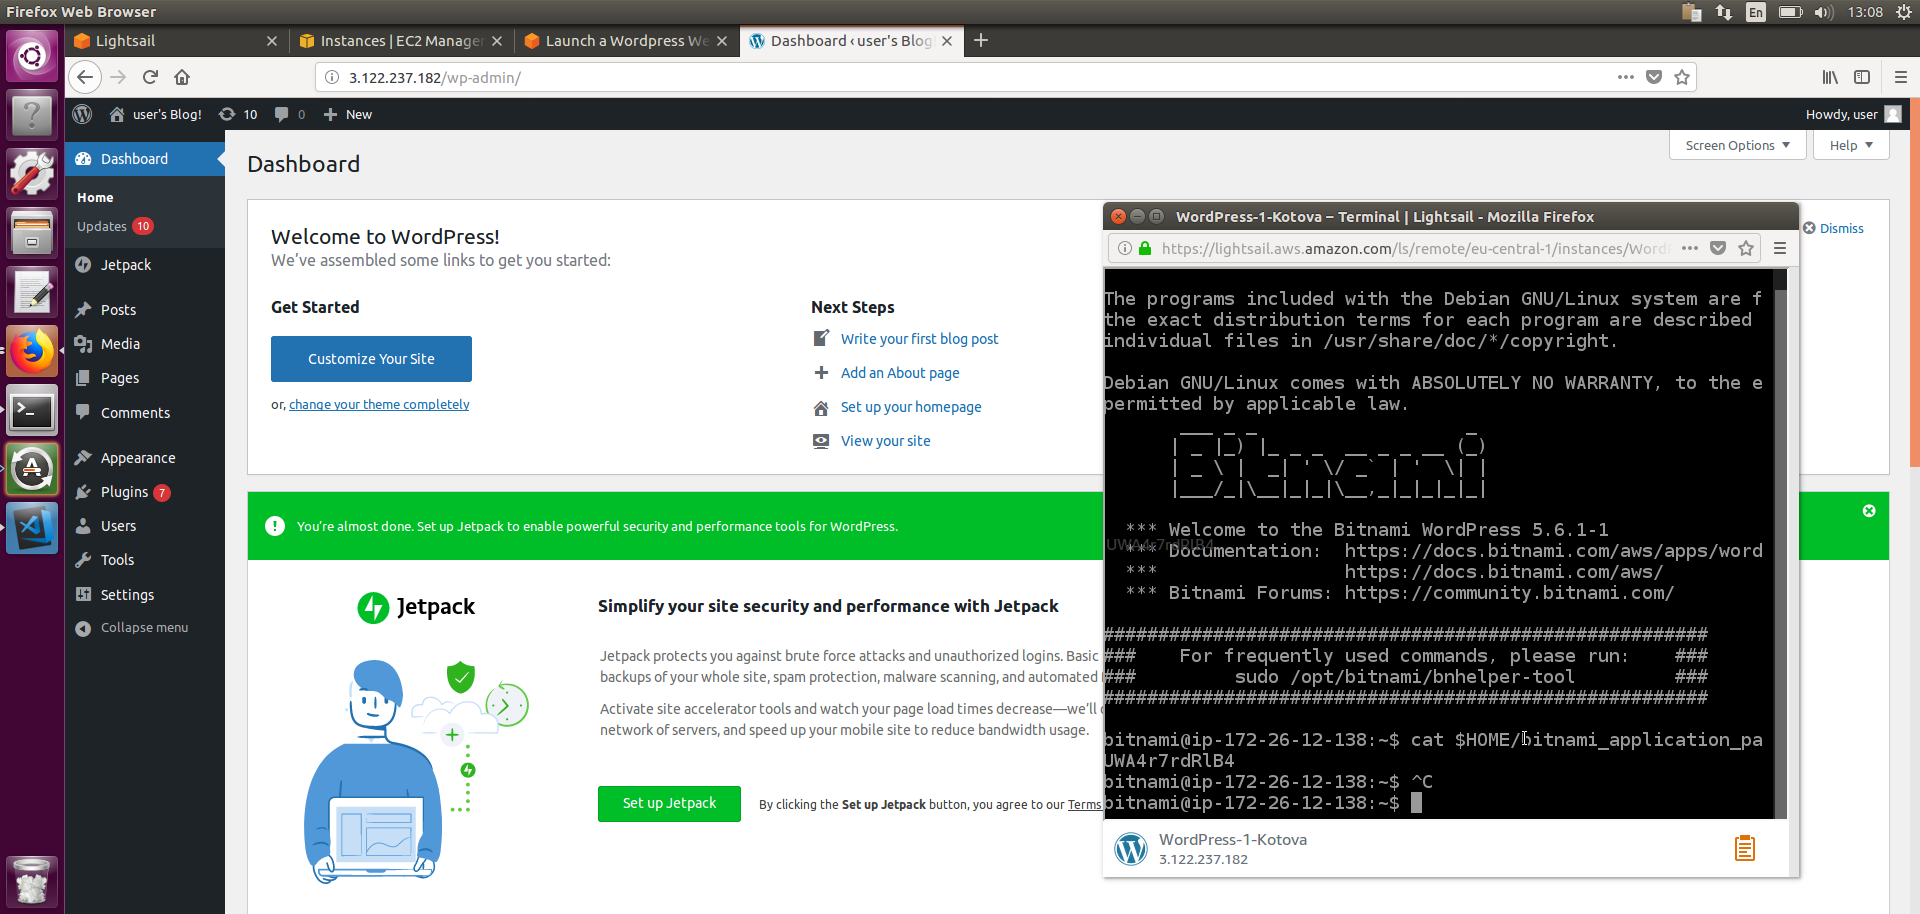 Firefox Web Browser
En
13:08
Lightsail
Instances | EC2 Manager
Launch a Wordpress We
Dashboard ‹ user's Blog!
3.122.237.182/wp-admin/
user's Blog!
10
0
New
Howdy, user
Dashboard
Home
Updates 10
Jetpack
Posts
Media
Pages
Comments
Appearance
Plugins 7
Users
Tools
Settings
Collapse menu
Dashboard
Screen Options
Help
Welcome to WordPress!
We've assembled some links to get you started:
Dismiss
Get Started
Customize Your Site
or, change your theme completely
Next Steps
Write your first blog post
Add an About page
Set up your homepage
View your site
You're almost done. Set up Jetpack to enable powerful security and performance tools for WordPress.
Jetpack
Simplify your site security and performance with Jetpack
Jetpack protects you against brute force attacks and unauthorized logins. Basic
backups of your whole site, spam protection, malware scanning, and automated
Activate site accelerator tools and watch your page load times decrease—we'll
network of servers, and speed up your mobile site to reduce bandwidth usage.
Set up Jetpack
By clicking the Set up Jetpack button, you agree to our Terms
WordPress-1-Kotova – Terminal | Lightsail - Mozilla Firefox
https://lightsail.aws.amazon.com/ls/remote/eu-central-1/instances/Word
The programs included with the Debian GNU/Linux system are f
the exact distribution terms for each program are described
individual files in /usr/share/doc/*/copyright.
Debian GNU/Linux comes with ABSOLUTELY NO WARRANTY, to the e
permitted by applicable law.
Bitnami
*** Welcome to the Bitnami WordPress 5.6.1-1
UWA4r7rdRlB4
*** Documentation: https://docs.bitnami.com/aws/apps/word
*** https://docs.bitnami.com/aws/
*** Bitnami Forums: https://community.bitnami.com/
########################################################
### For frequently used commands, please run: ###
### sudo /opt/bitnami/bnhelper-tool ###
########################################################
bitnami@ip-172-26-12-138:~$ cat $HOME/bitnami_application_pa
UWA4r7rdRlB4
bitnami@ip-172-26-12-138:~$ ^C
bitnami@ip-172-26-12-138:~$
WordPress-1-Kotova
3.122.237.182